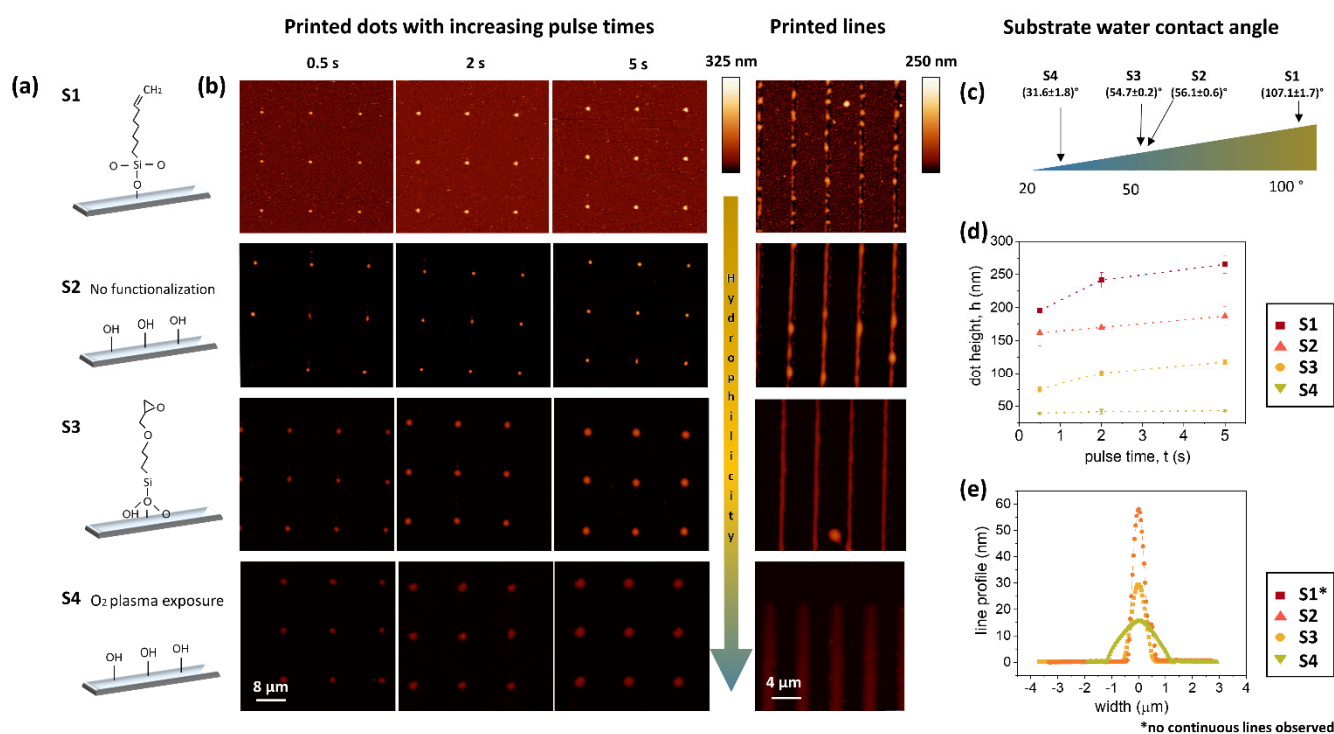 Printed dots with increasing pulse times
Printed lines
Substrate water contact angle
(a)
S1
CH₂
O
Si
O
O
(b)
0.5 s
2 s
5 s
325 nm
250 nm
(c)
S4
(31.6±1.8)°
S3
(54.7±0.2)°
S2
(56.1±0.6)°
S1
(107.1±1.7)°
20
50
100 °
S2 No functionalization
OH
OH
OH
Hydrophilicity
(d)
dot height, h (nm)
300
250
200
150
100
50
0
1
2
3
4
5
pulse time, t (s)
S1
S2
S3
S4
S3
O
O
Si
O
OH
O
S4 O₂ plasma exposure
OH
OH
OH
8 µm
4 µm
(e)
line profile (nm)
60
50
40
30
20
10
0
-4
-3
-2
-1
0
1
2
3
4
width (µm)
S1*
S2
S3
S4
*no continuous lines observed